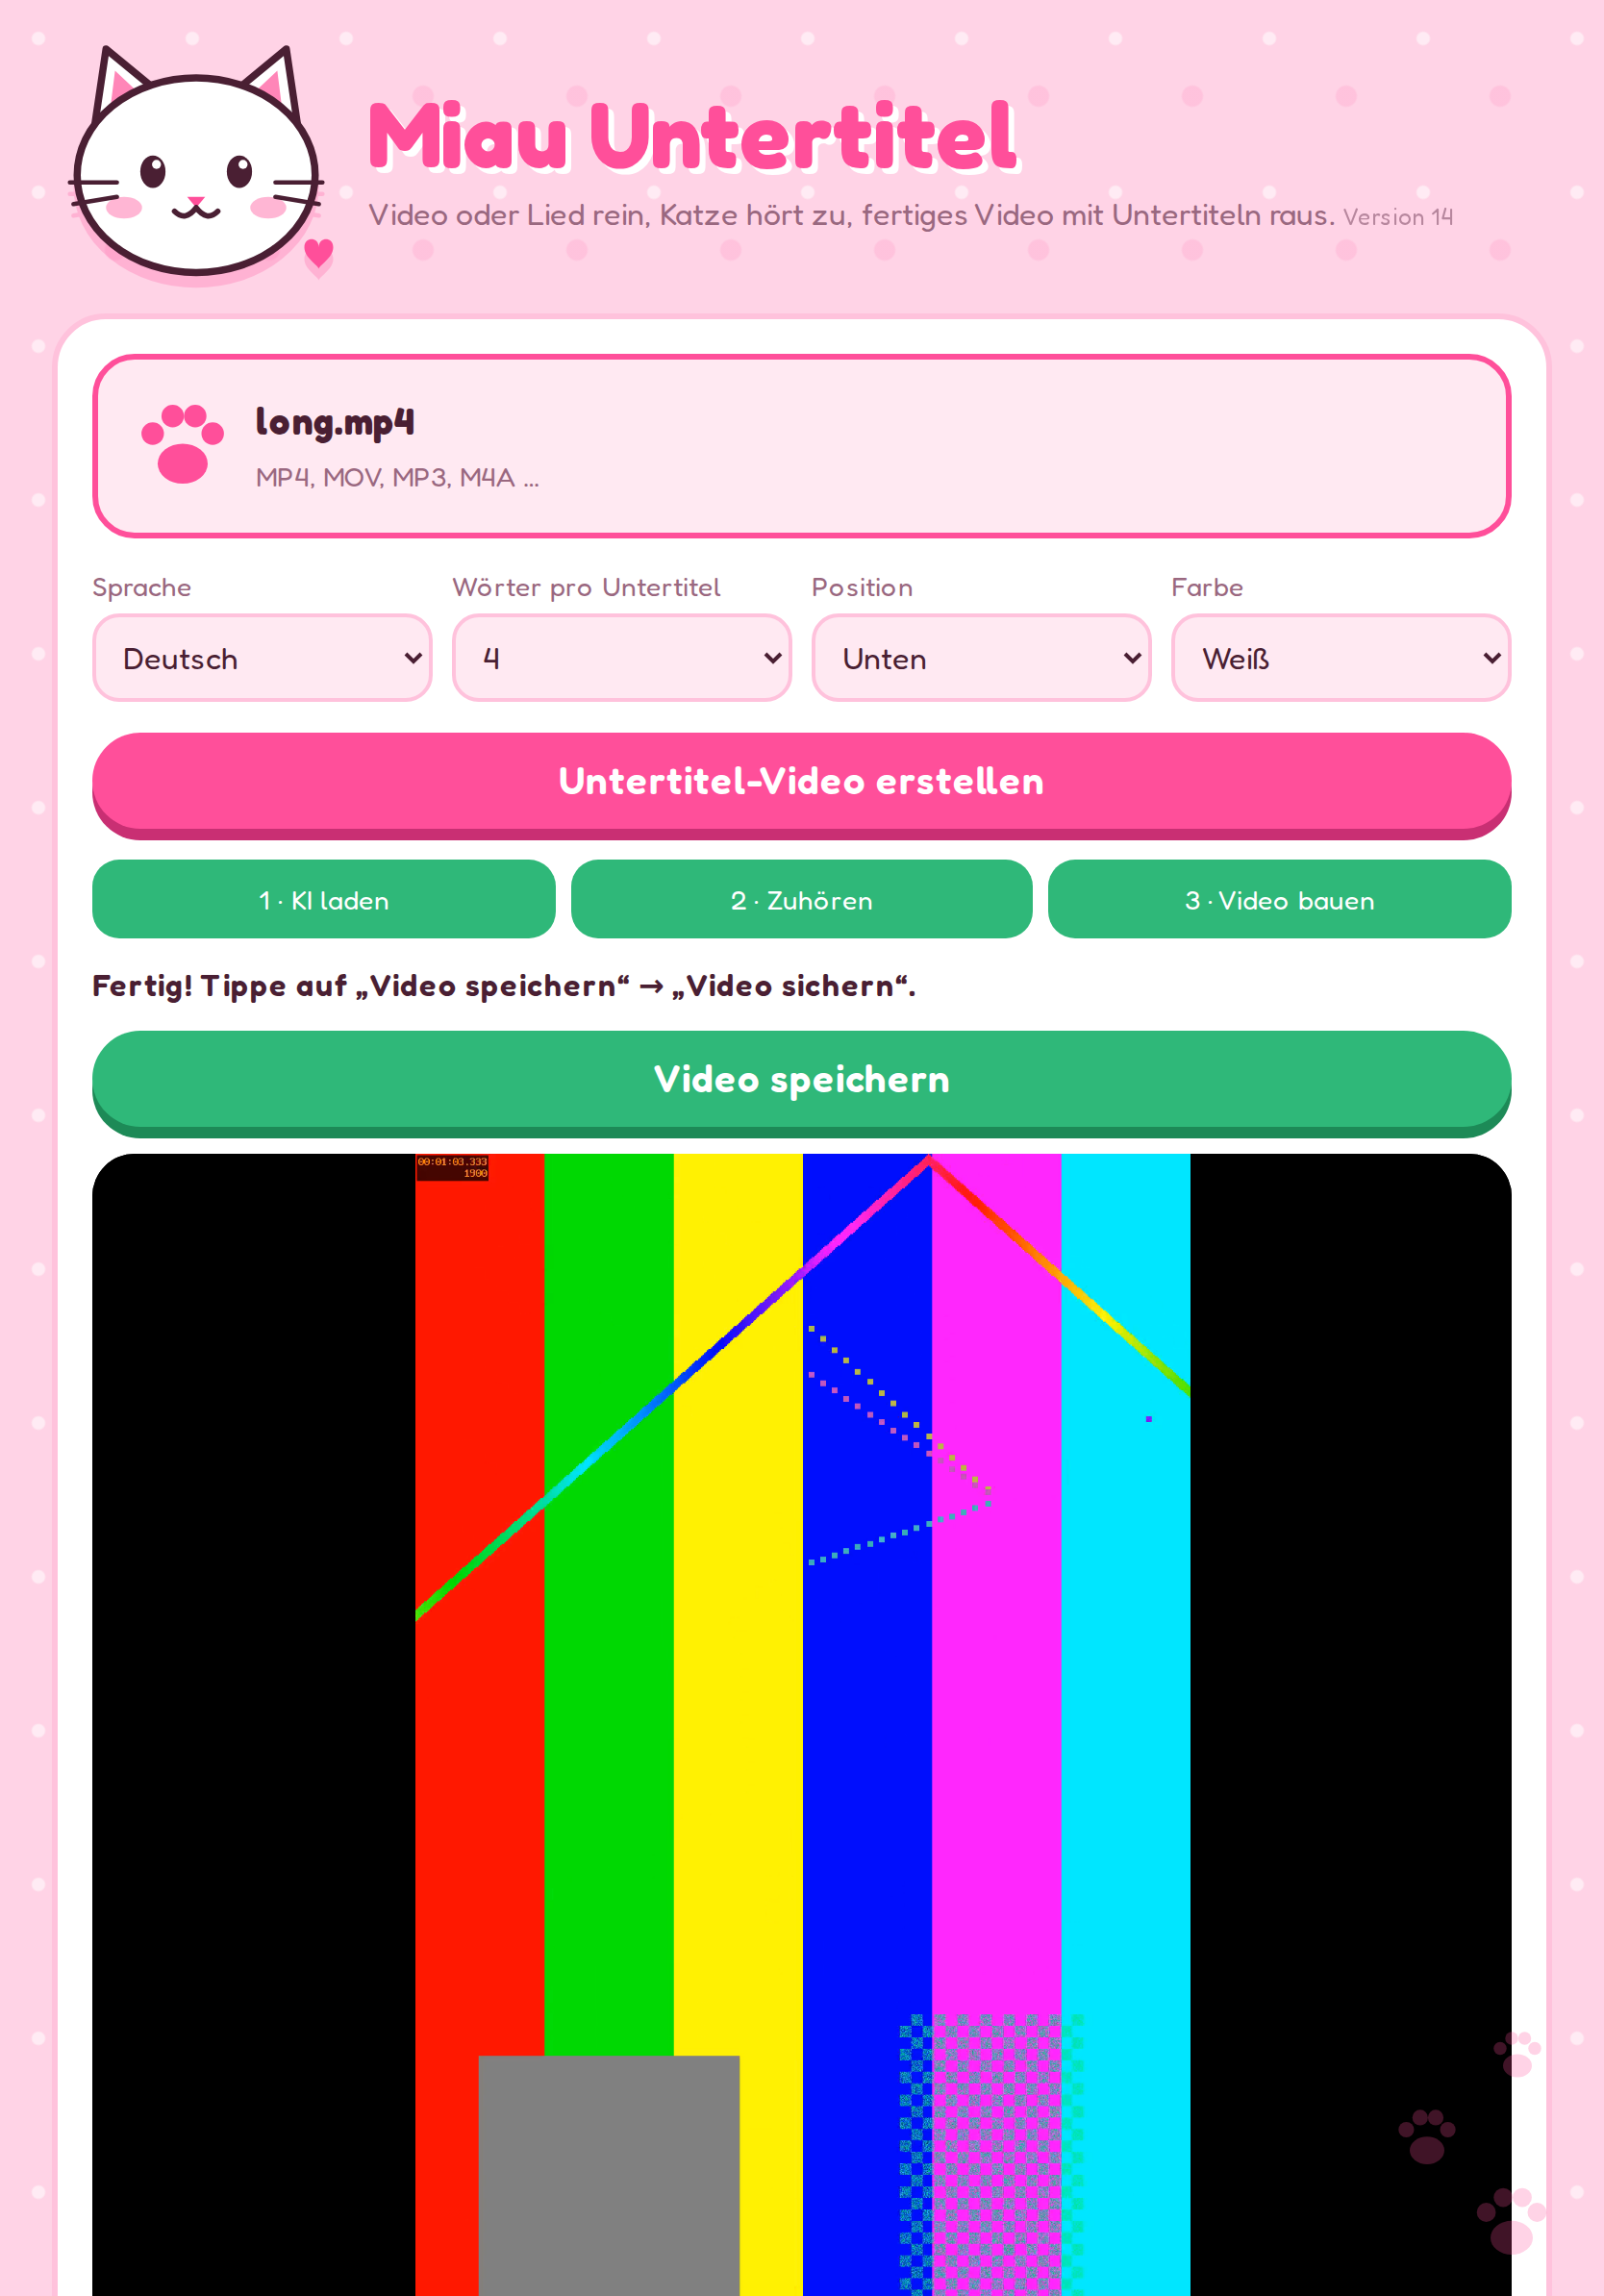 Miau Untertitel
Video oder Lied rein, Katze hört zu, fertiges Video mit Untertiteln raus. Version 14
long.mp4
MP4, MOV, MP3, M4A ...
Sprache
Wörter pro Untertitel
Position
Farbe
Deutsch
4
Unten
Weiß
Untertitel-Video erstellen
1 · KI laden
2 · Zuhören
3 · Video bauen
Fertig! Tippe auf „Video speichern“ → „Video sichern“.
Video speichern
00:01:03.333
1900